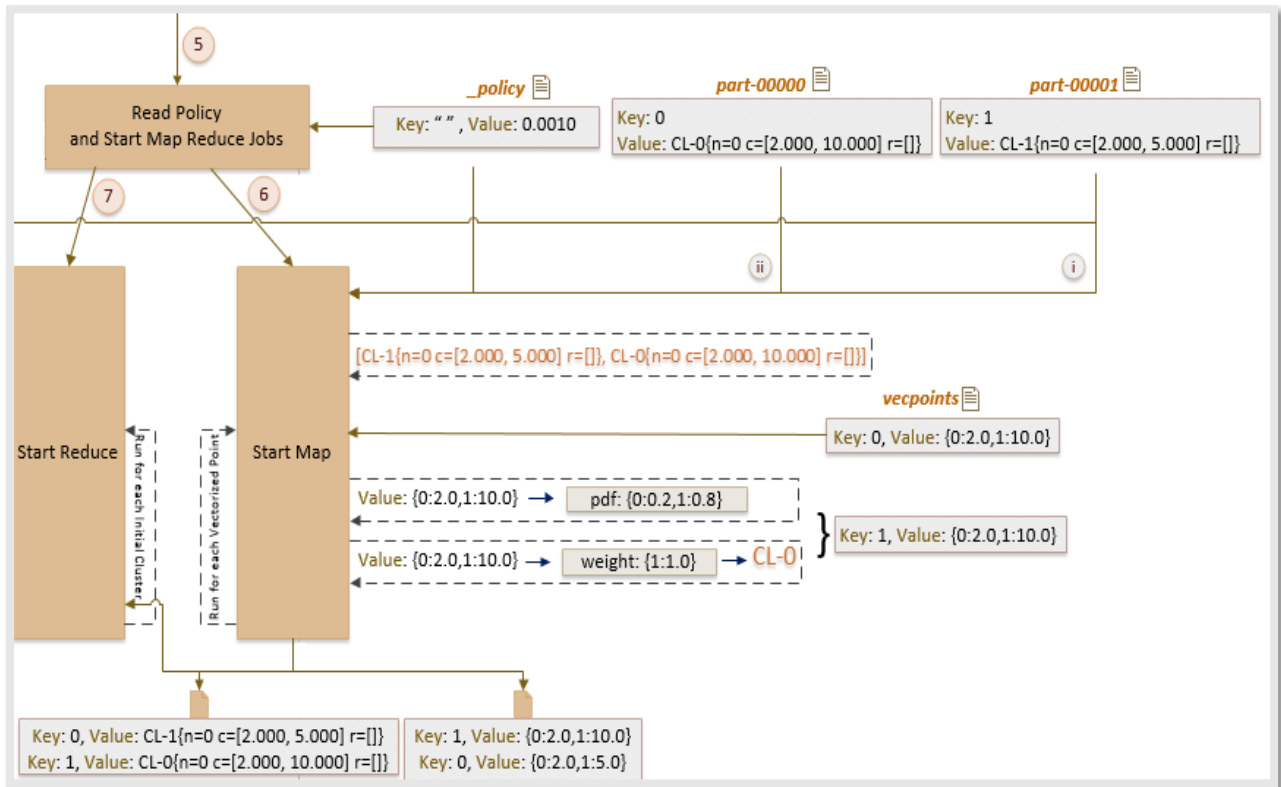 5
Read Policy
and Start Map Reduce Jobs
_policy
Key: “ ” , Value: 0.0010
part-00000
Key: 0
Value: CL-0{n=0 c=[2.000, 10.000] r=[]}
part-00001
Key: 1
Value: CL-1{n=0 c=[2.000, 5.000] r=[]}
7
6
ii
i
[CL-1{n=0 c=[2.000, 5.000] r=[]}, CL-0{n=0 c=[2.000, 10.000] r=[]}]
vecpoints
Key: 0, Value: {0:2.0,1:10.0}
Start Reduce
Run for each Initial Cluster
Run for each Vectorized Point
Start Map
Value: {0:2.0,1:10.0}
pdf: {0:0.2,1:0.8}
Value: {0:2.0,1:10.0}
weight: {1:1.0}
CL-0
}
Key: 1, Value: {0:2.0,1:10.0}
Key: 0, Value: CL-1{n=0 c=[2.000, 5.000] r=[]}
Key: 1, Value: CL-0{n=0 c=[2.000, 10.000] r=[]}
Key: 1, Value: {0:2.0,1:10.0}
Key: 0, Value: {0:2.0,1:5.0}